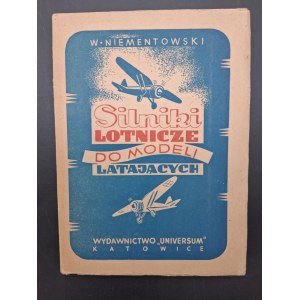 W·NIEMENTOWSKI
Silniki
LOTNICZE
DO MODELI
LATAJĄCYCH
WYDAWNICTWO „UNIVERSUM"
KATOWICE